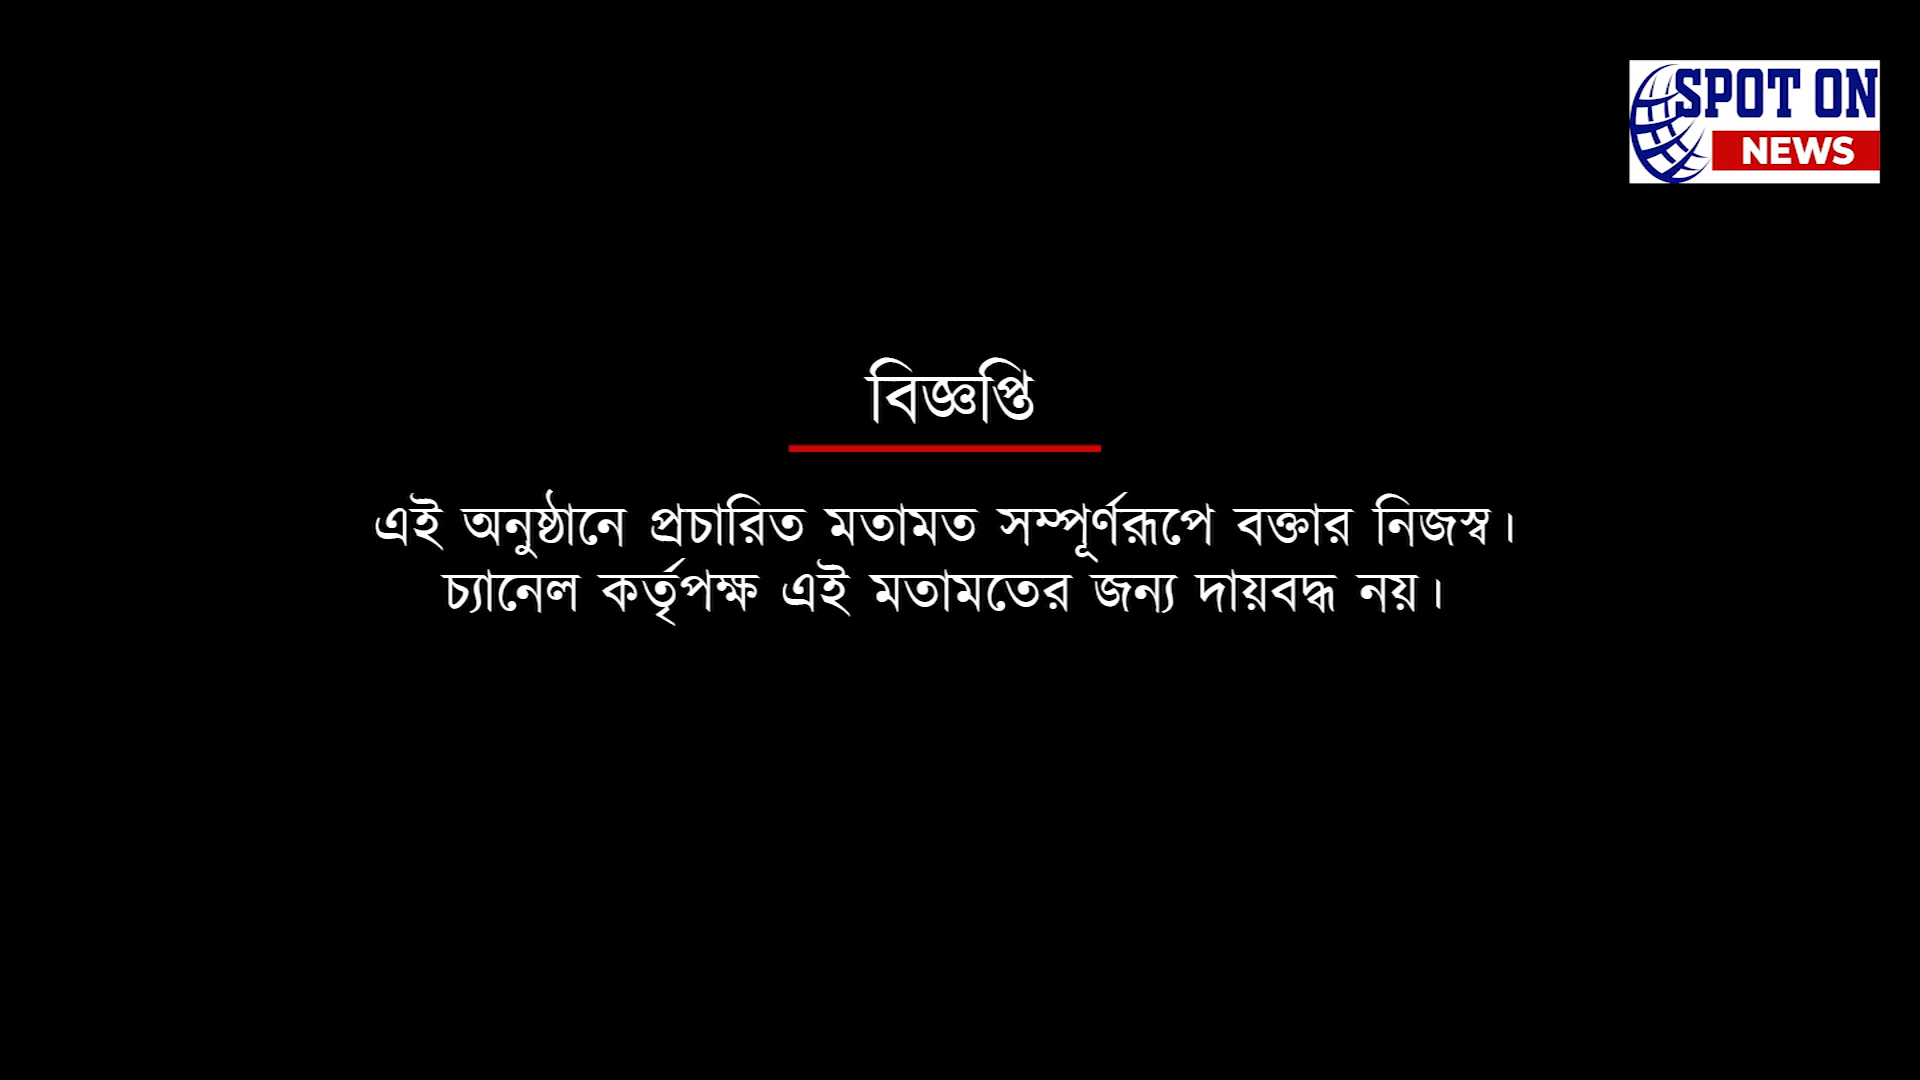 SPOT ON
NEWS
বিজ্ঞপ্তি
এই অনুষ্ঠানে প্রচারিত মতামত সম্পূর্ণরূপে বক্তার নিজস্ব।
চ্যানেল কর্তৃপক্ষ এই মতামতের জন্য দায়বদ্ধ নয়।